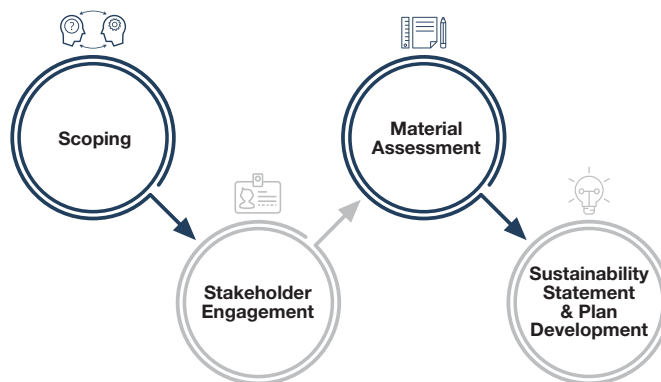 Scoping
Stakeholder
Engagement
Material
Assessment
Sustainability
Statement
& Plan
Development